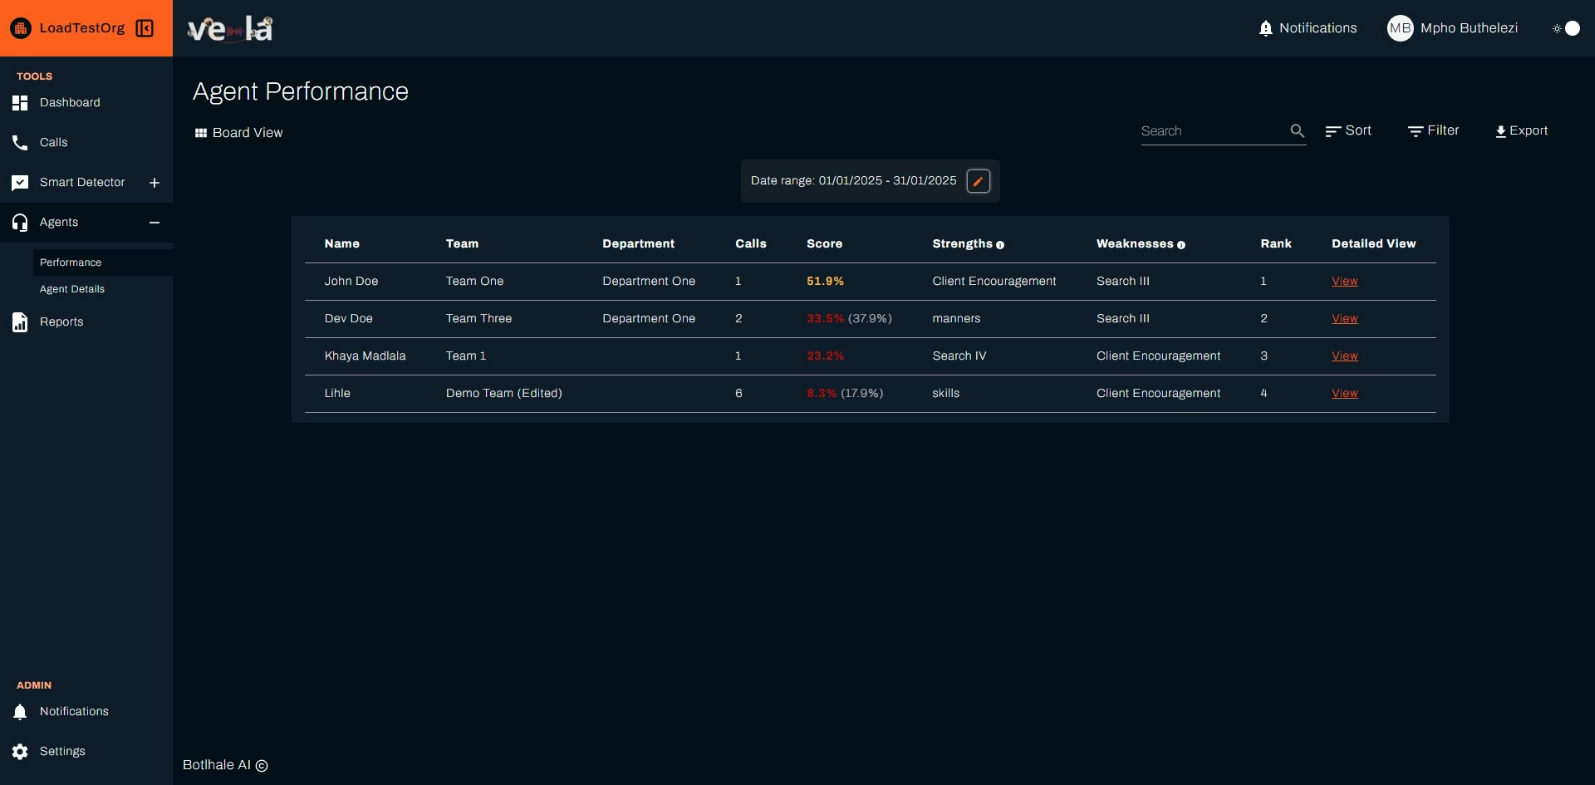 LoadTestOrg
vela
Notifications
MB Mpho Buthelezi
TOOLS
Dashboard
Calls
Smart Detector
Agents
Performance
Agent Details
Reports
ADMIN
Notifications
Settings
Agent Performance
Board View
Search
Sort
Filter
Export
Date range: 01/01/2025 - 31/01/2025
Name Team Department Calls Score Strengths Weaknesses Rank Detailed View
John Doe Team One Department One 1 51.9% Client Encouragement Search III 1 View
Dev Doe Team Three Department One 2 33.5% (37.9%) manners Search III 2 View
Khaya Madlala Team 1 1 23.2% Search IV Client Encouragement 3 View
Lihle Demo Team (Edited) 6 8.3% (17.9%) skills Client Encouragement 4 View
Botlhale AI ©